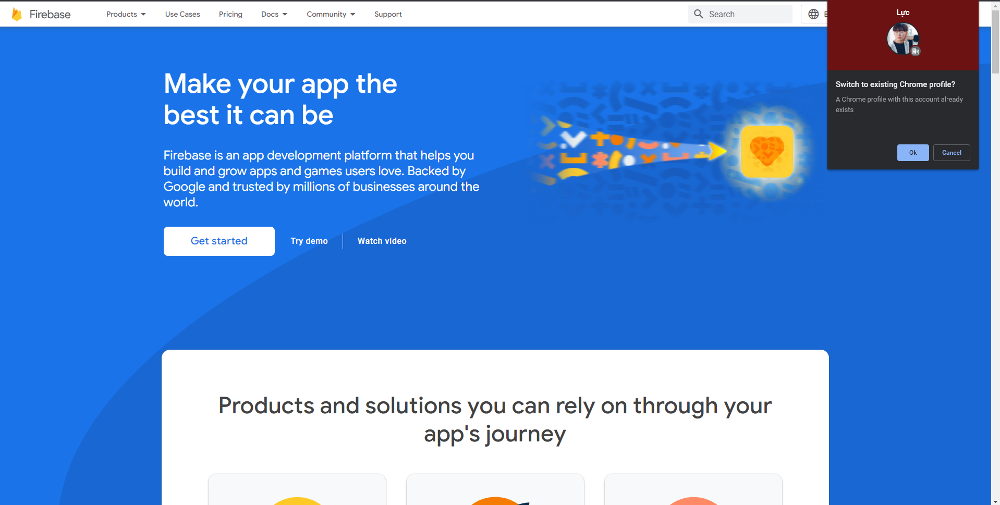 Firebase
Products
Use Cases
Pricing
Docs
Community
Support
Search
E
Lực
Switch to existing Chrome profile?
A Chrome profile with this account already
exists
Ok
Cancel
Make your app the
best it can be
Firebase is an app development platform that helps you
build and grow apps and games users love. Backed by
Google and trusted by millions of businesses around the
world.
Get started
Try demo
Watch video
Products and solutions you can rely on through your
app's journey